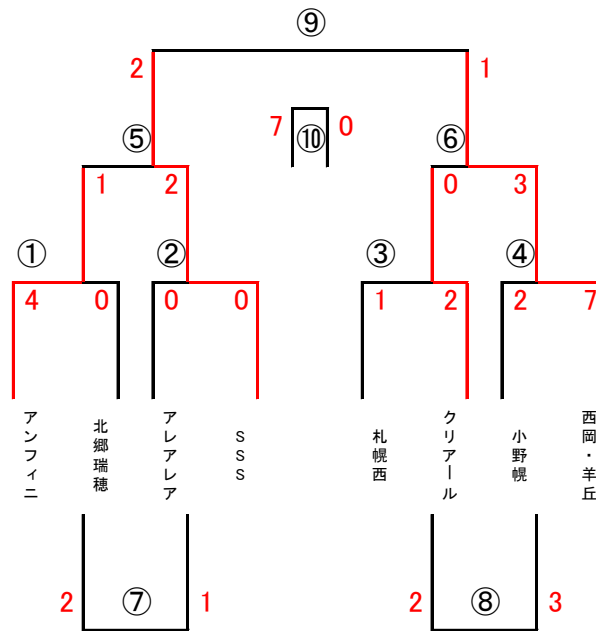 ⑨
2 1
7 ⑩ 0
⑤ ⑥
1 2 0 3
① ② ③ ④
4 0 0 0 1 2 2 7
アンフィニ
北郷瑞穂
アレアレア
SSS
札幌西
クリアール
小野幌
西岡・羊丘
2 ⑦ 1 2 ⑧ 3